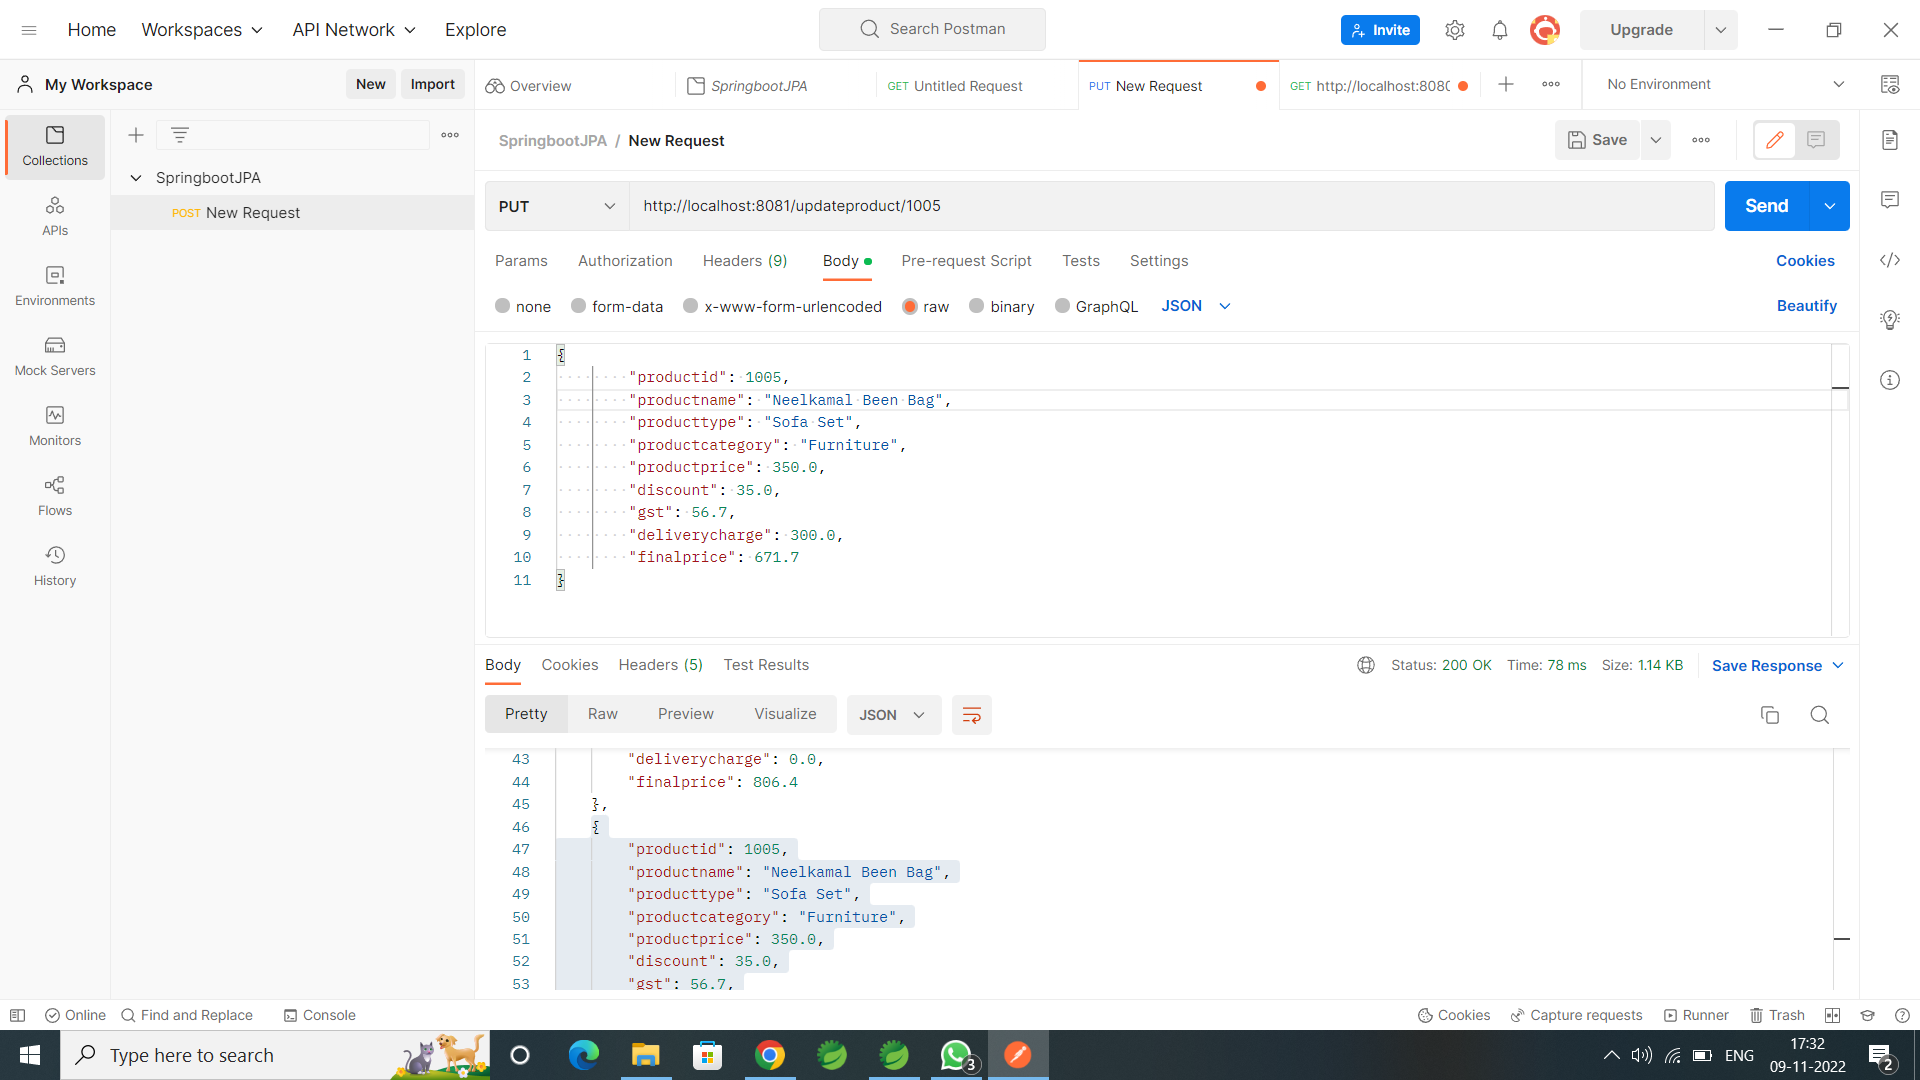 Home
Workspaces
API Network
Explore
Search Postman
Invite
Upgrade
My Workspace
New
Import
Overview
SpringbootJPA
GET Untitled Request
PUT New Request
GET http://localhost:8080
No Environment
Collections
APIs
Environments
Mock Servers
Monitors
Flows
History
SpringbootJPA
POST New Request
SpringbootJPA / New Request
Save
PUT
http://localhost:8081/updateproduct/1005
Send
Params
Authorization
Headers (9)
Body
Pre-request Script
Tests
Settings
Cookies
none
form-data
x-www-form-urlencoded
raw
binary
GraphQL
JSON
Beautify
1 {
2 "productid": 1005,
3 "productname": "Neelkamal Been Bag",
4 "producttype": "Sofa Set",
5 "productcategory": "Furniture",
6 "productprice": 350.0,
7 "discount": 35.0,
8 "gst": 56.7,
9 "deliverycharge": 300.0,
10 "finalprice": 671.7
11 }
Body
Cookies
Headers (5)
Test Results
Status: 200 OK
Time: 78 ms
Size: 1.14 KB
Save Response
Pretty
Raw
Preview
Visualize
JSON
43 "deliverycharge": 0.0,
44 "finalprice": 806.4
45 },
46 {
47 "productid": 1005,
48 "productname": "Neelkamal Been Bag",
49 "producttype": "Sofa Set",
50 "productcategory": "Furniture",
51 "productprice": 350.0,
52 "discount": 35.0,
53 "gst": 56.7,
Online
Find and Replace
Console
Cookies
Capture requests
Runner
Trash
Type here to search
3
ENG
17:32
09-11-2022
2